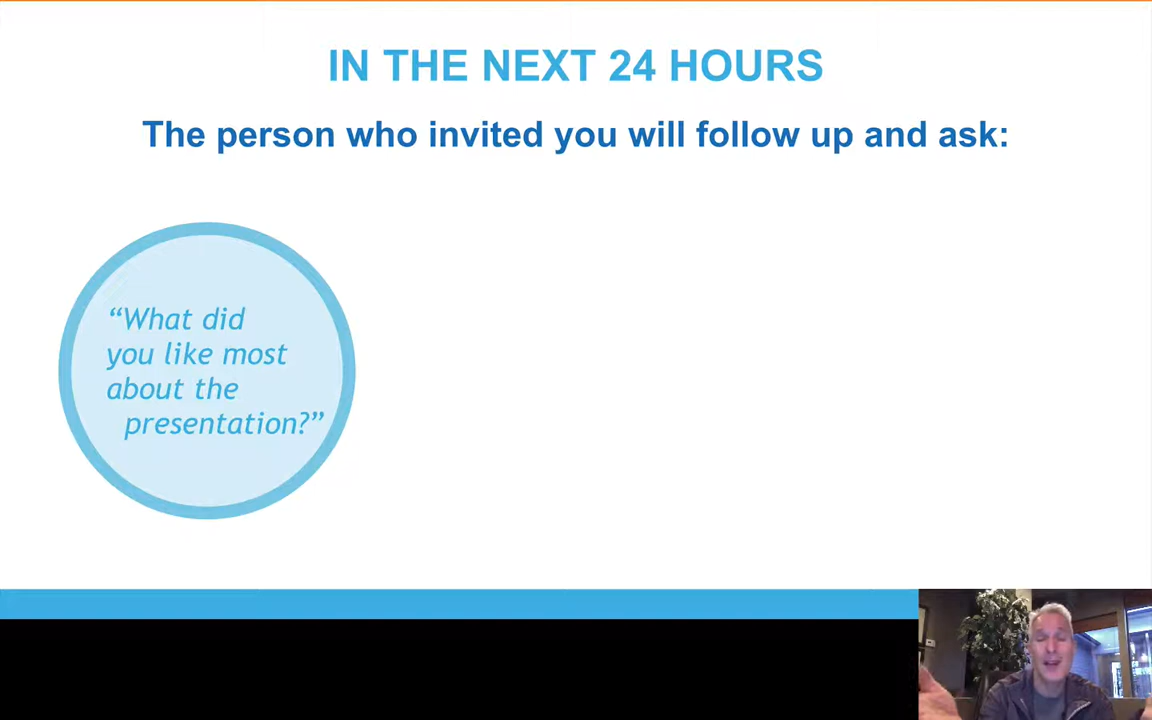 IN THE NEXT 24 HOURS
The person who invited you will follow up and ask:
“What did
you like most
about the
presentation?”